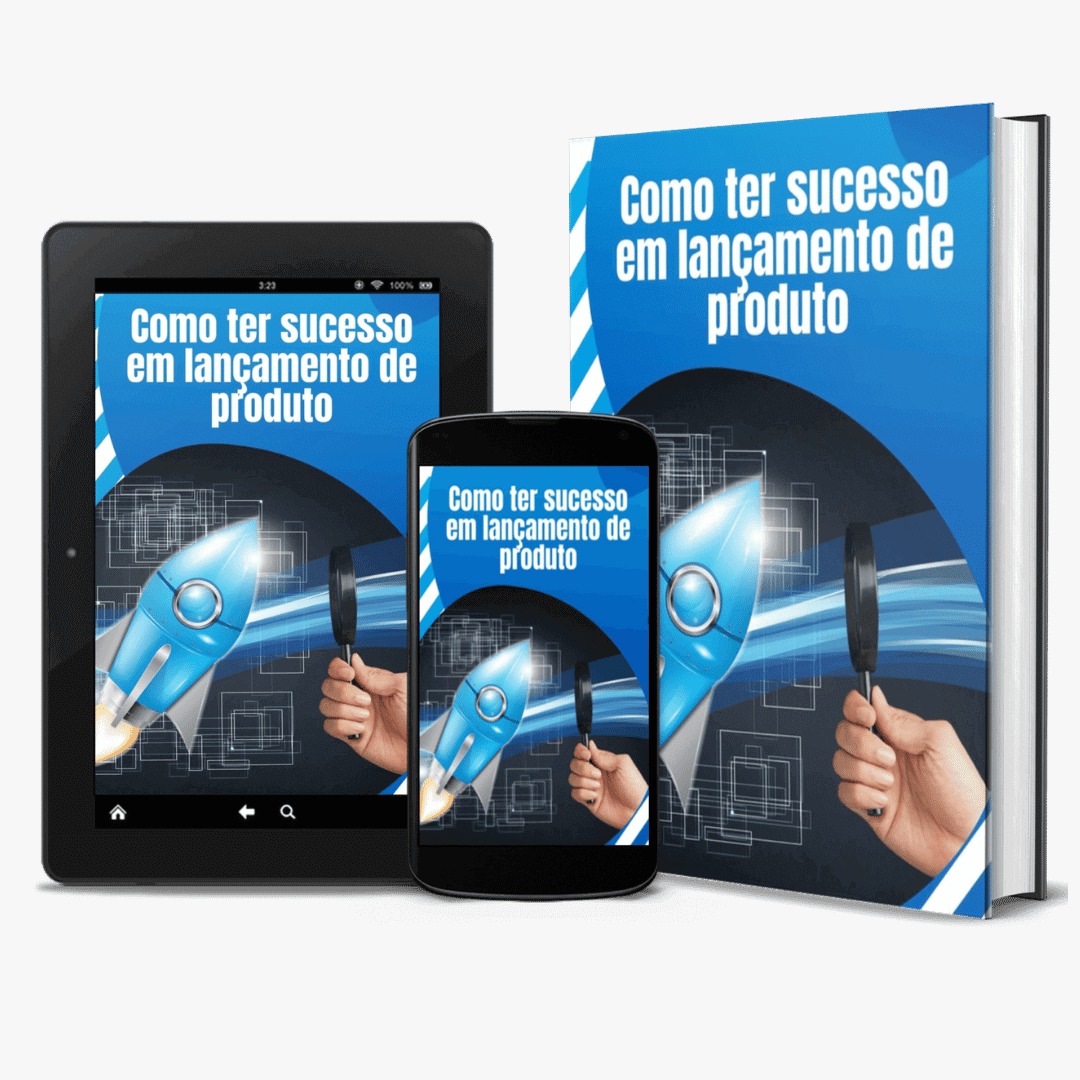 3:23
100%
Como ter sucesso
em lançamento de
produto
Como ter sucesso
em lançamento de
produto
Como ter sucesso
em lançamento de
produto